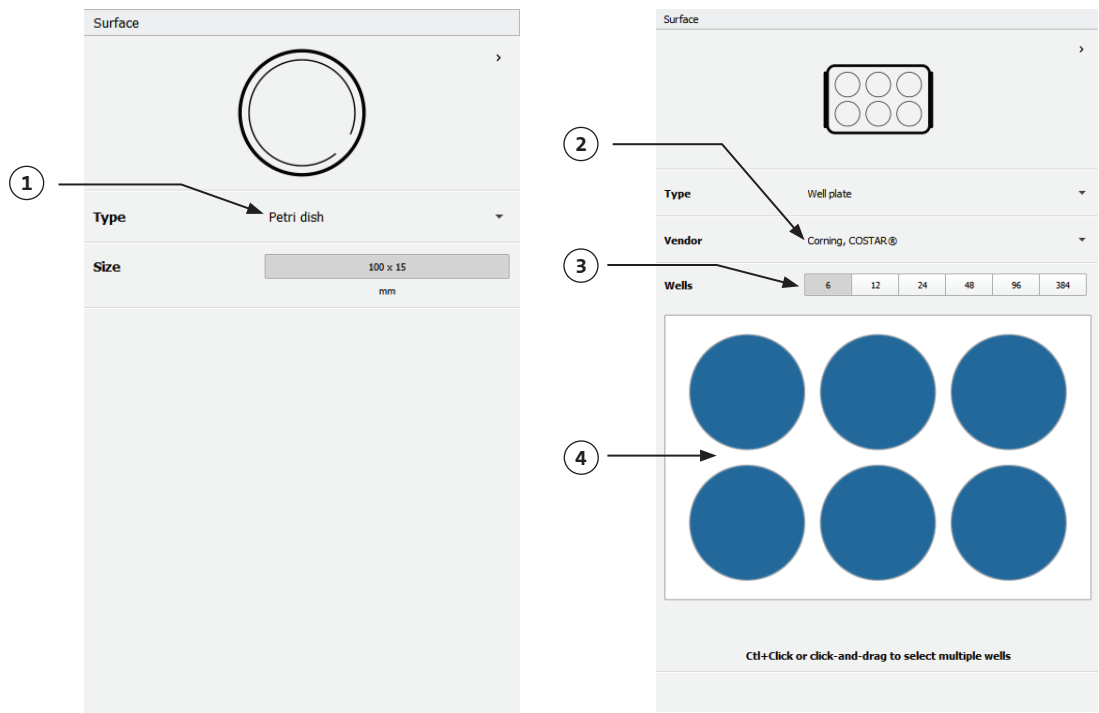 Surface
›
1
Type Petri dish
Size 100 x 15
mm
Surface
›
2
Type Well plate
Vendor Corning, COSTAR®
3
Wells 6 12 24 48 96 384
4
Ctl+Click or click-and-drag to select multiple wells